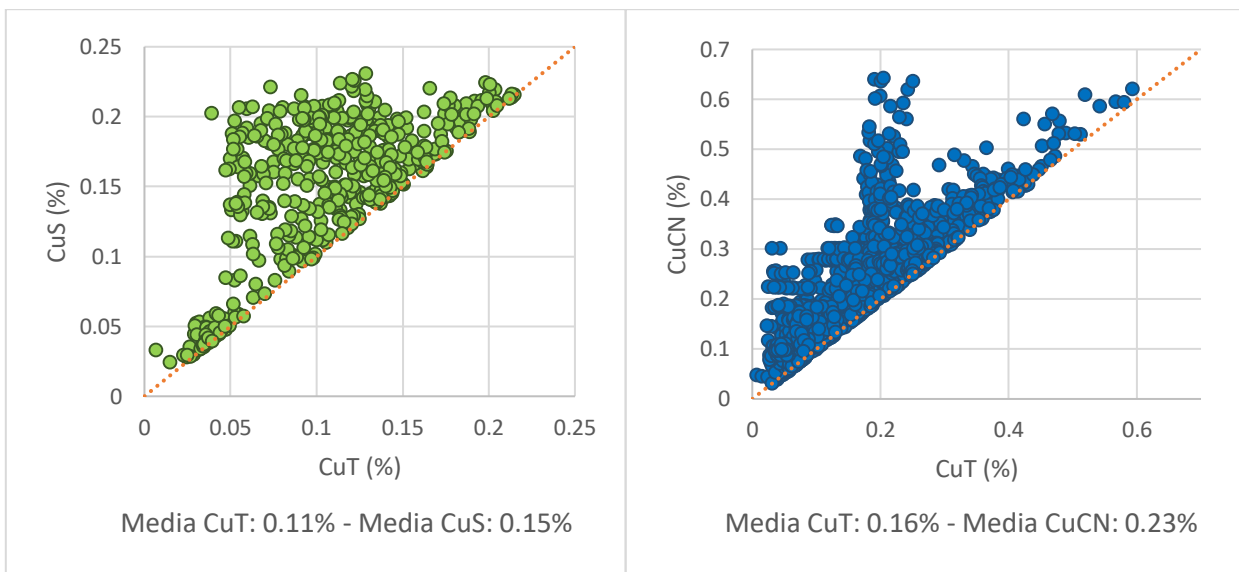 0.25
0.2
0.15
0.1
0.05
0
CuS (%)
0 0.05 0.1 0.15 0.2 0.25
CuT (%)
Media CuT: 0.11% - Media CuS: 0.15%
0.7
0.6
0.5
0.4
0.3
0.2
0.1
0
CuCN (%)
0 0.2 0.4 0.6
CuT (%)
Media CuT: 0.16% - Media CuCN: 0.23%